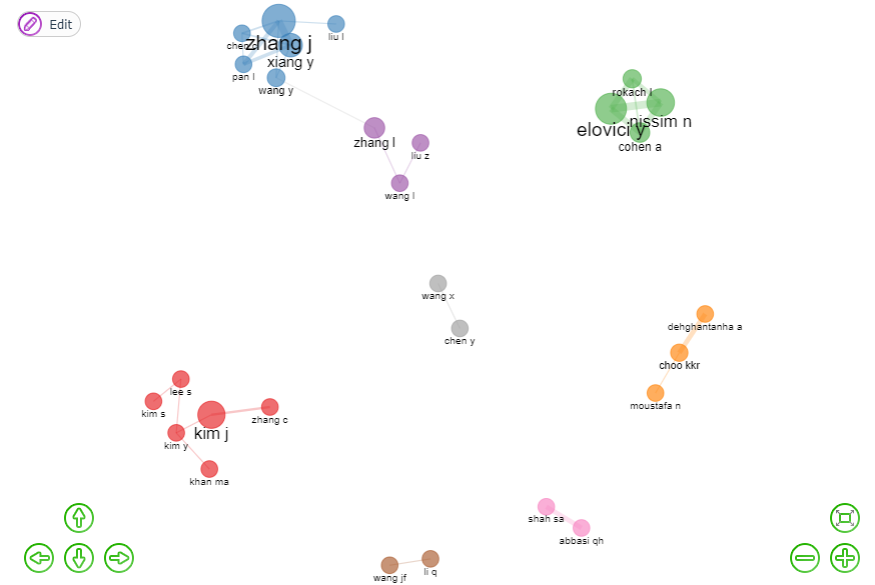 Edit
liu l
chen
zhang j
xiang y
pan l
wang y
rokach l
nissim n
elovici y
cohen a
zhang l
liu z
wang l
wang x
chen y
dehghantanha a
choo kkr
moustafa n
lee s
kim s
zhang c
kim j
kim y
khan ma
shah sa
abbasi qh
wang jf
li q